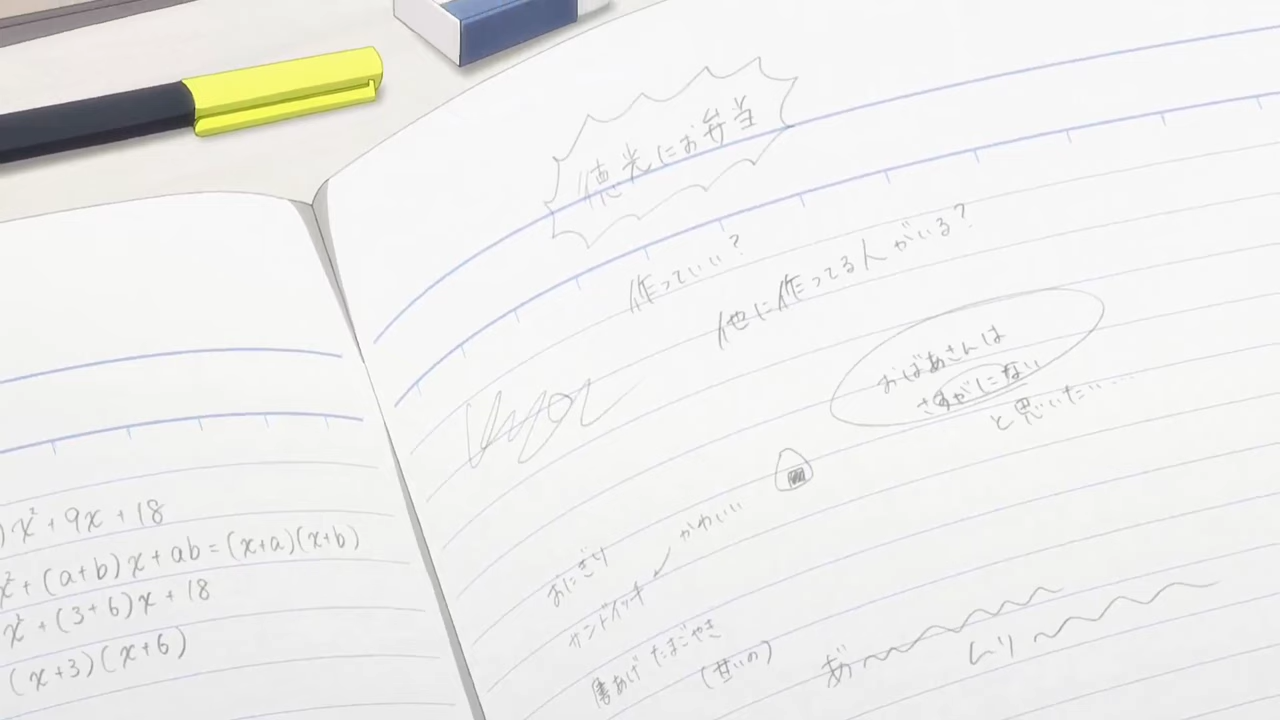 ) x² + 9x + 18
x² + (a+b)x + ab = (x+a)(x+b)
x² + (3+6)x + 18
(x+3)(x+6)
徳光にお弁当
作っていい?
他に作ってる人がいる?
おばあさんは
さすがにない
と思いたい……
かわいい
おにぎり
サンドイッチ
唐あげ たまごやき
(甘いの)
あ〜〜〜
ムリ〜〜〜